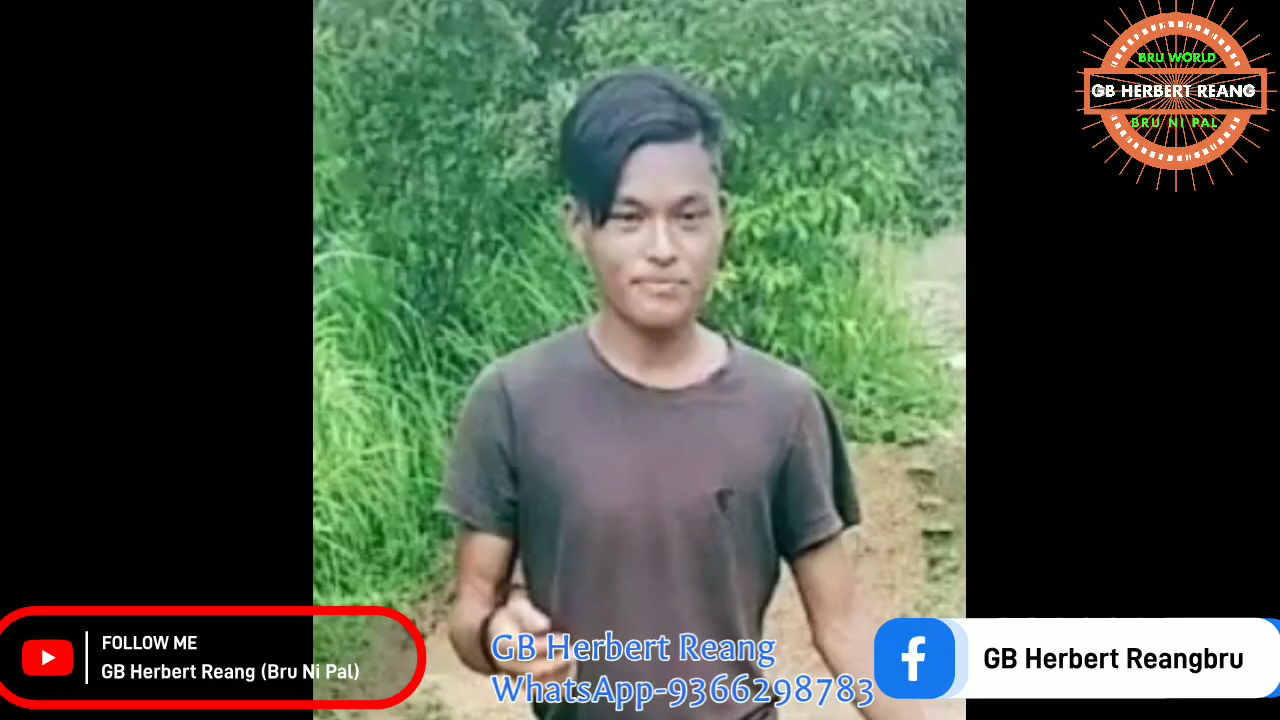 BRU WORLD
GB HERBERT REANG
BRU NI PAL
FOLLOW ME
GB Herbert Reang (Bru Ni Pal)
GB Herbert Reang
WhatsApp-9366298783
GB Herbert Reangbru